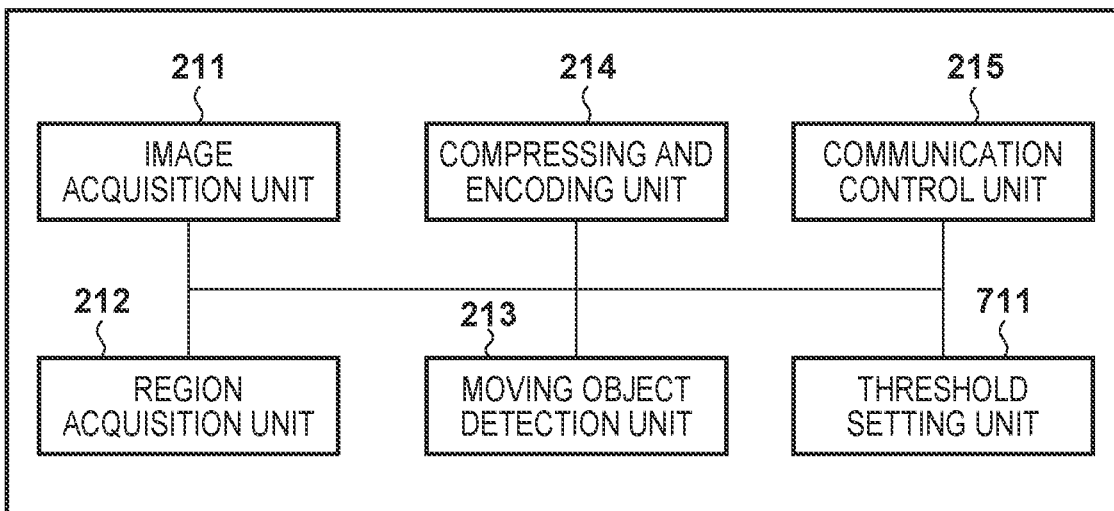 211
214
215
IMAGE
ACQUISITION UNIT
COMPRESSING AND
ENCODING UNIT
COMMUNICATION
CONTROL UNIT
212
213
711
REGION
ACQUISITION UNIT
MOVING OBJECT
DETECTION UNIT
THRESHOLD
SETTING UNIT